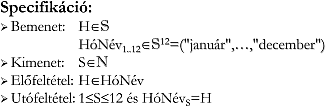 Specifikáció:
➢ Bemenet: H∈S
HóNév₁..₁₂∈S¹²=("január",…,"december")
➢ Kimenet: S∈N
➢ Előfeltétel: H∈HóNév
➢ Utófeltétel: 1≤S≤12 és HóNévS=H